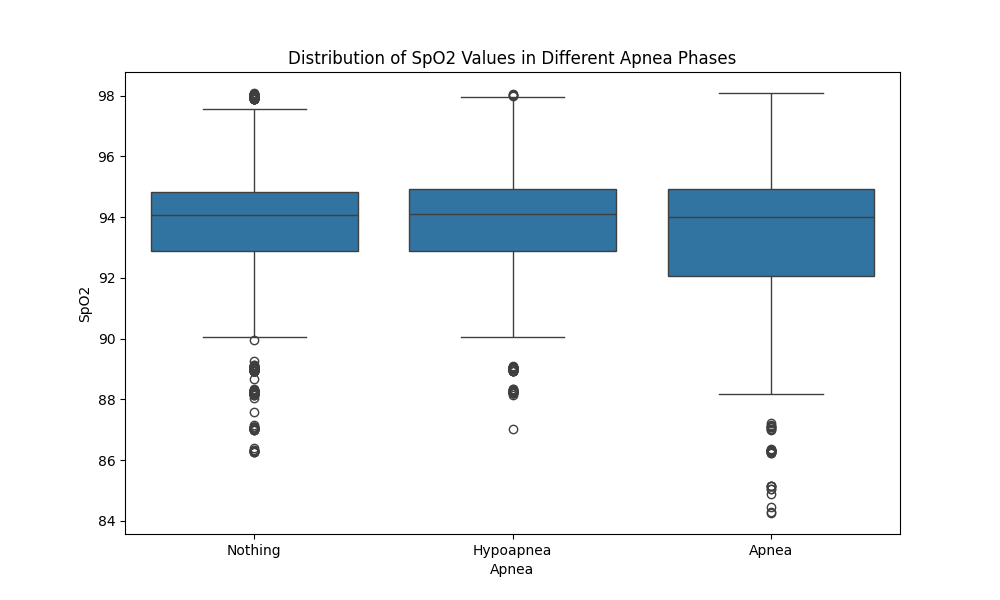 Distribution of SpO2 Values in Different Apnea Phases
98
96
94
92
90
88
86
84
SpO2
Nothing
Hypoapnea
Apnea
Apnea